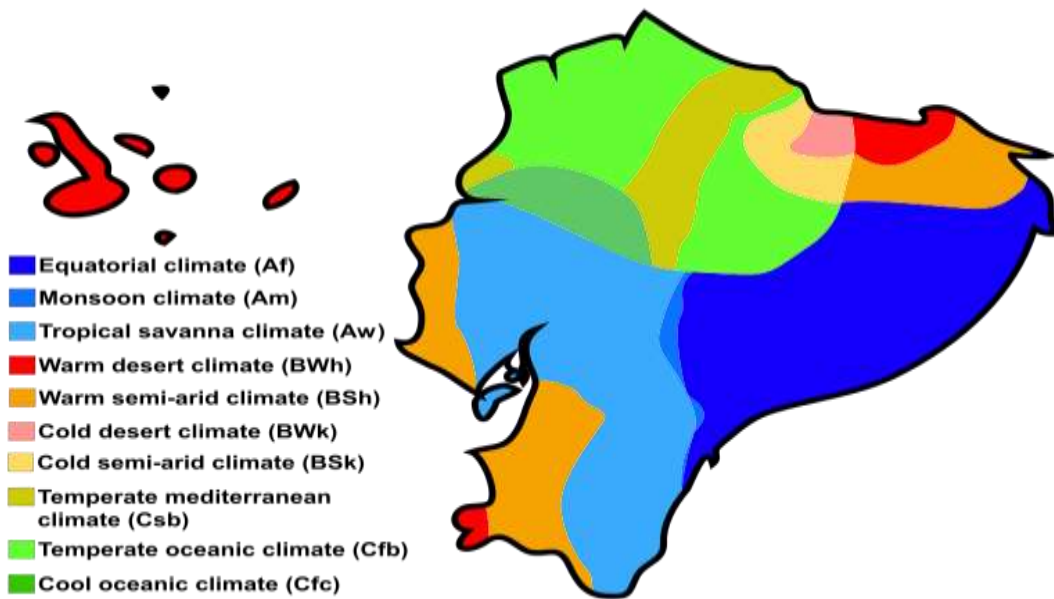 Equatorial climate (Af)
Monsoon climate (Am)
Tropical savanna climate (Aw)
Warm desert climate (BWh)
Warm semi-arid climate (BSh)
Cold desert climate (BWk)
Cold semi-arid climate (BSk)
Temperate mediterranean
climate (Csb)
Temperate oceanic climate (Cfb)
Cool oceanic climate (Cfc)